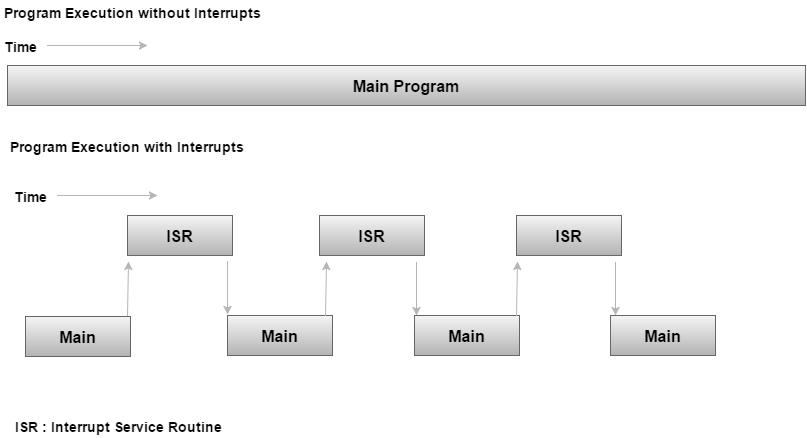 Program Execution without Interrupts
Time
Main Program
Program Execution with Interrupts
Time
ISR ISR ISR
Main Main Main Main
ISR : Interrupt Service Routine